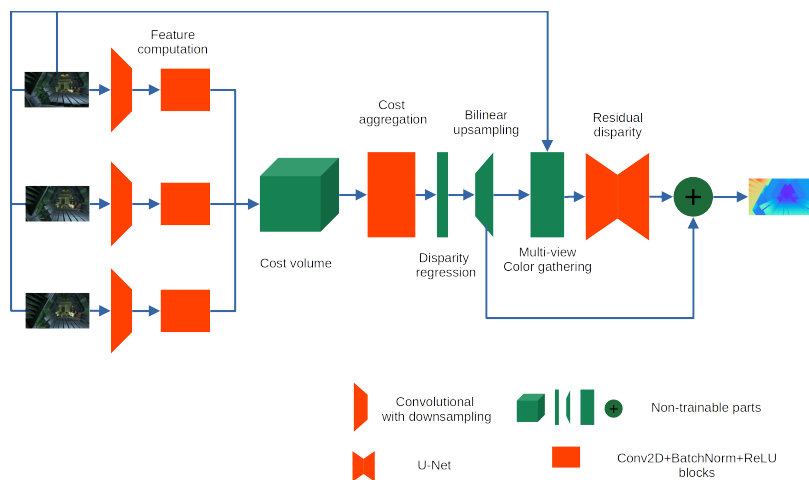 Feature
computation
Cost
aggregation
Bilinear
upsampling
Residual
disparity
Cost volume
Disparity
regression
Multi-view
Color gathering
Convolutional
with downsampling
Non-trainable parts
U-Net
Conv2D+BatchNorm+ReLU
blocks